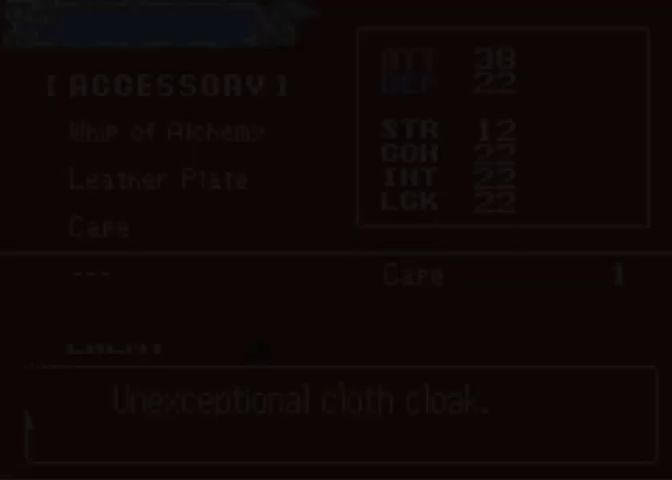 [ ACCESSORY ]
Whip of Alchemy
Leather Plate
Cape
---
ATT 38
DEF 22
STR 12
CON 22
INT 22
LCK 22
Cape 1
Unexceptional cloth cloak.